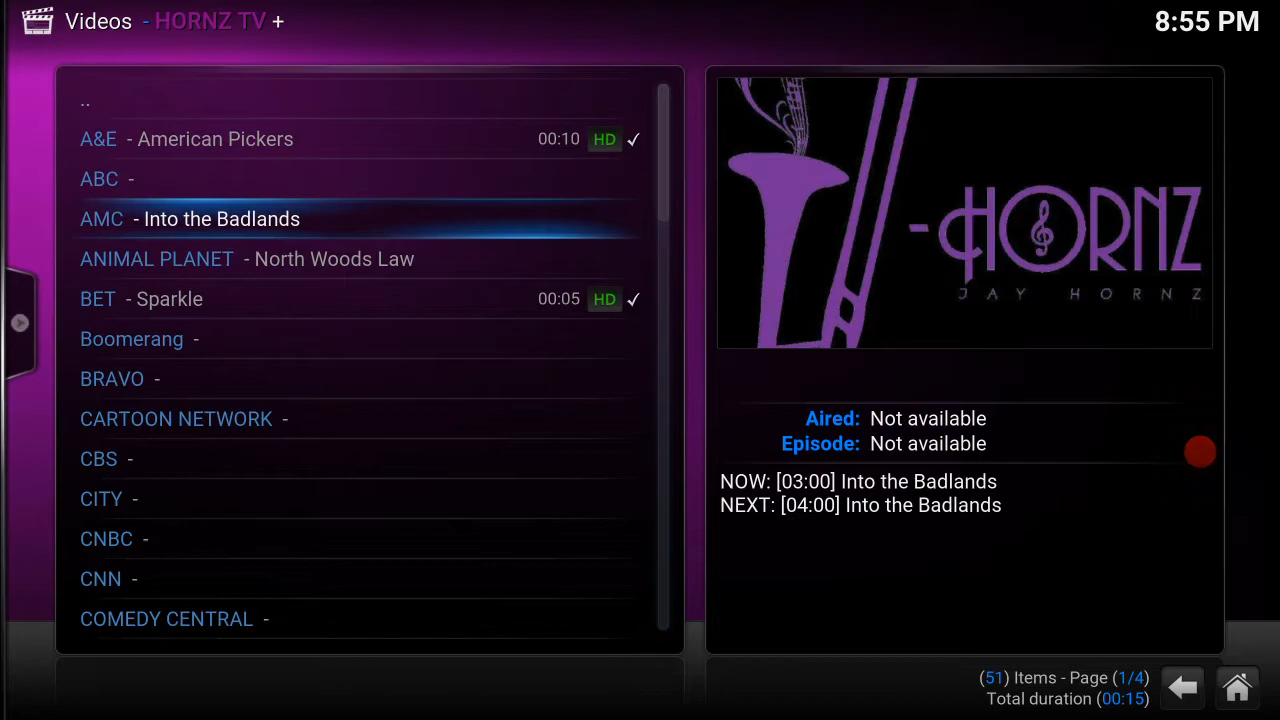 Videos - HORNZ TV +
8:55 PM
..
A&E - American Pickers 00:10 HD ✓
ABC -
AMC - Into the Badlands
ANIMAL PLANET - North Woods Law
BET - Sparkle 00:05 HD ✓
Boomerang -
BRAVO -
CARTOON NETWORK -
CBS -
CITY -
CNBC -
CNN -
COMEDY CENTRAL -
-HORNZ
JAY HORNZ
Aired: Not available
Episode: Not available
NOW: [03:00] Into the Badlands
NEXT: [04:00] Into the Badlands
(51) Items - Page (1/4)
Total duration (00:15)